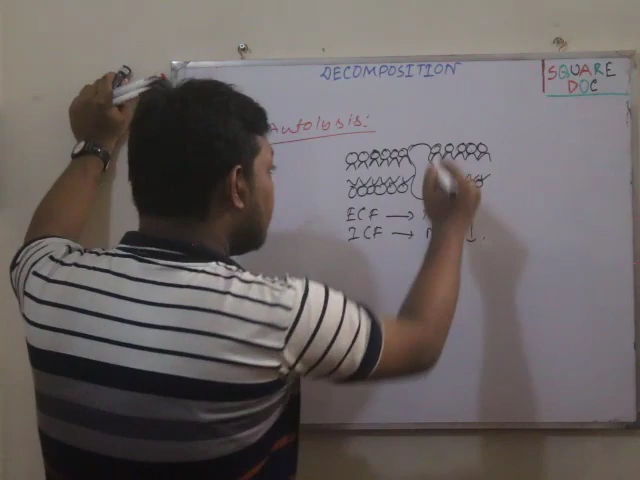 DECOMPOSITION
SQUARE
DOC
Autolysis:
ECF →
ICF → ↓.